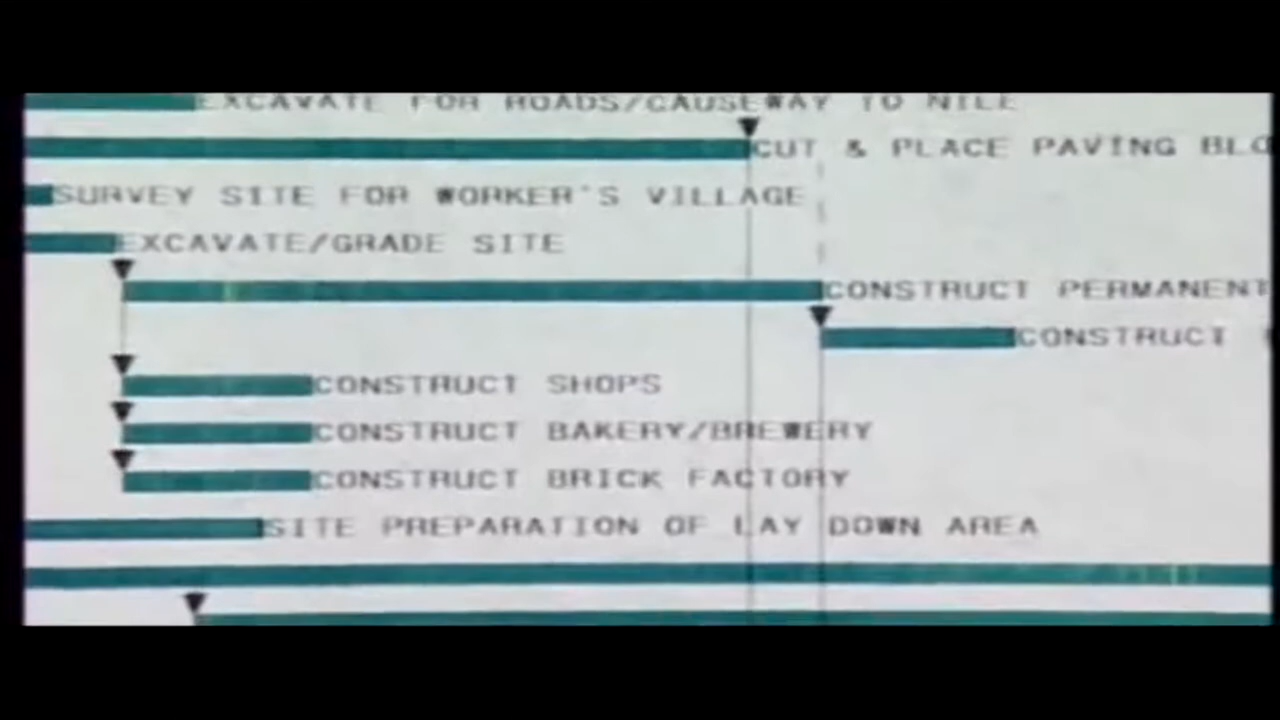 EXCAVATE FOR ROADS/CAUSEWAY TO NILE
CUT & PLACE PAVING
SURVEY SITE FOR WORKER'S VILLAGE
EXCAVATE/GRADE SITE
CONSTRUCT PERMANENT
CONSTRUCT
CONSTRUCT SHOPS
CONSTRUCT BAKERY/BREWERY
CONSTRUCT BRICK FACTORY
SITE PREPARATION OF LAY DOWN AREA